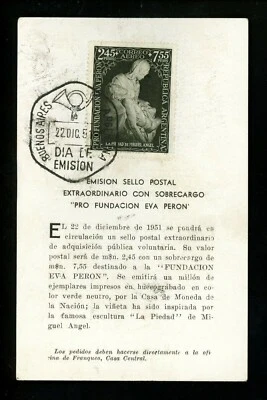 2.45 CORREO AEREO 7.55
PRO FUNDACION EVA PERON
REPUBLICA ARGENTINA
LA PIEDAD DE MIGUEL ANGEL
BUENOS AIRES
22 DIC. 51
DIA DE
EMISION
EMISION SELLO POSTAL
EXTRAORDINARIO CON SOBRECARGO
"PRO FUNDACION EVA PERON"
EL 22 de diciembre de 1951 se pondrá en
circulación un sello postal extraordinario
de adquisición pública voluntaria. Su valor
postal será de m$n. 2,45 con un sobrecargo de
m$n. 7,55 destinado a la "FUNDACION
EVA PERON". Se emitirá un millón de
ejemplares impresos en huecograbado en co-
lor verde neutro, por la Casa de Moneda de
la Nación; la viñeta ha sido inspirada por
la famosa escultura "La Piedad" de Mi-
guel Angel.
Los pedidos deben hacerse directamente a la ofi
cina de Franqueo, Casa Central.